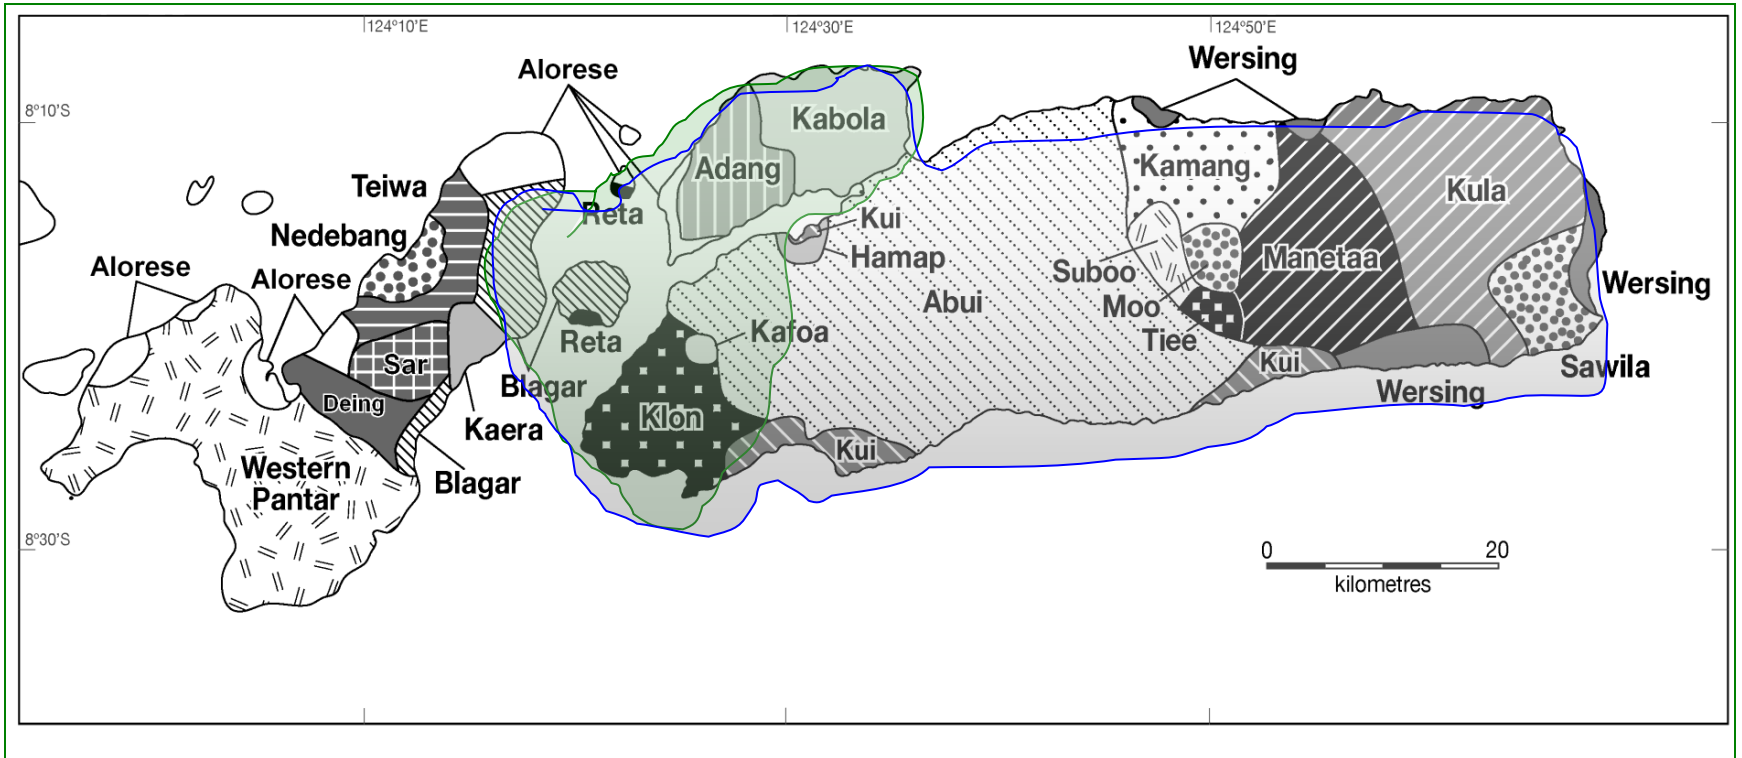 124°10'E
124°30'E
124°50'E
8°10'S
8°30'S
Alorese
Wersing
Kabola
Adang
Kamang
Kula
Teiwa
Reta
Kui
Nedebang
Hamap
Manetaa
Suboo
Alorese
Alorese
Abui
Moo
Wersing
Kafoa
Tiee
Reta
Sar
Kui
Sawila
Blagar
Wersing
Deing
Klon
Kaera
Kui
Western
Pantar
Blagar
0 20
kilometres